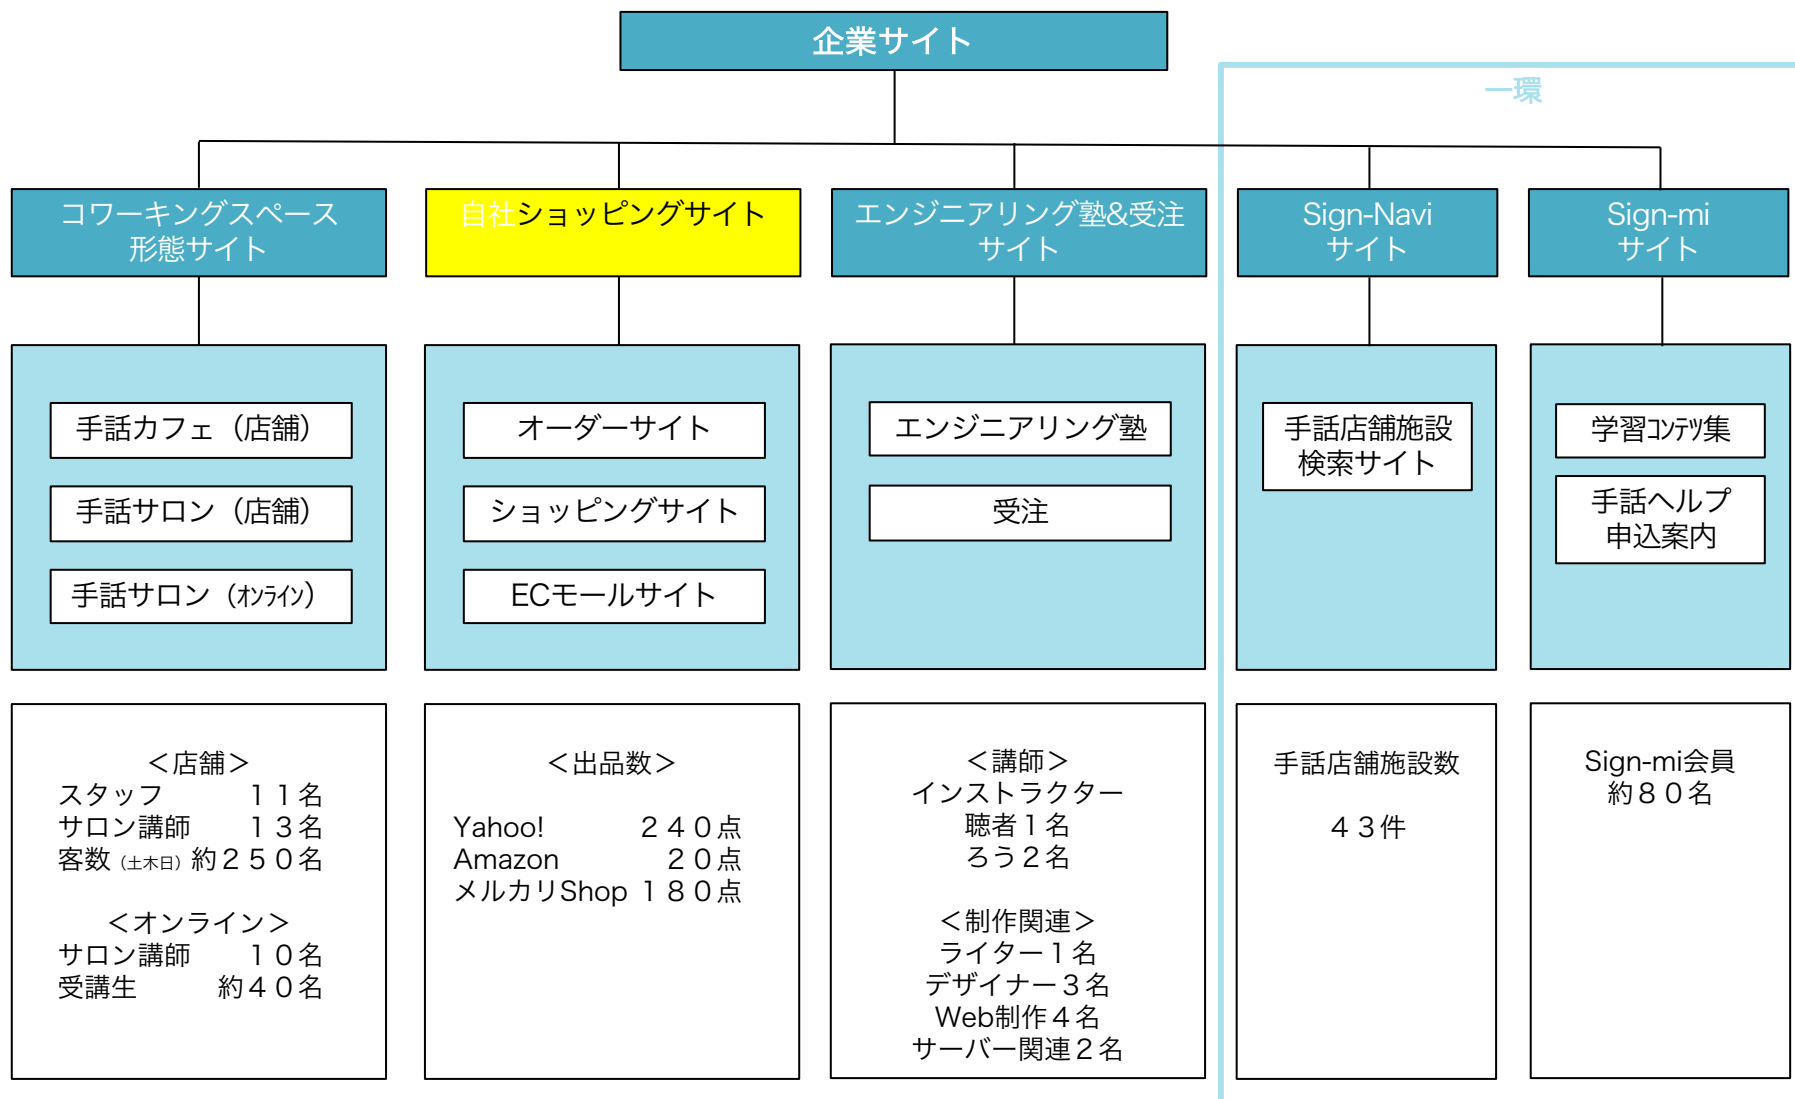 企業サイト
一環
コワーキングスペース
形態サイト
自社ショッピングサイト
エンジニアリング塾&受注
サイト
Sign-Navi
サイト
Sign-mi
サイト
手話カフェ（店舗）
手話サロン（店舗）
手話サロン（ｵﾝﾗｲﾝ）
オーダーサイト
ショッピングサイト
ECモールサイト
エンジニアリング塾
受注
手話店舗施設
検索サイト
学習ｺﾝﾃﾂ集
手話ヘルプ
申込案内
＜店舗＞
スタッフ　　　１１名
サロン講師　　１３名
客数（土木日）約２５０名
＜オンライン＞
サロン講師　　１０名
受講生　　　約４０名
＜出品数＞
Yahoo!　　　２４０点
Amazon　　　　２０点
メルカリShop １８０点
＜講師＞
インストラクター
聴者１名
ろう２名
＜制作関連＞
ライター１名
デザイナー３名
Web制作４名
サーバー関連２名
手話店舗施設数
４３件
Sign-mi会員
約８０名